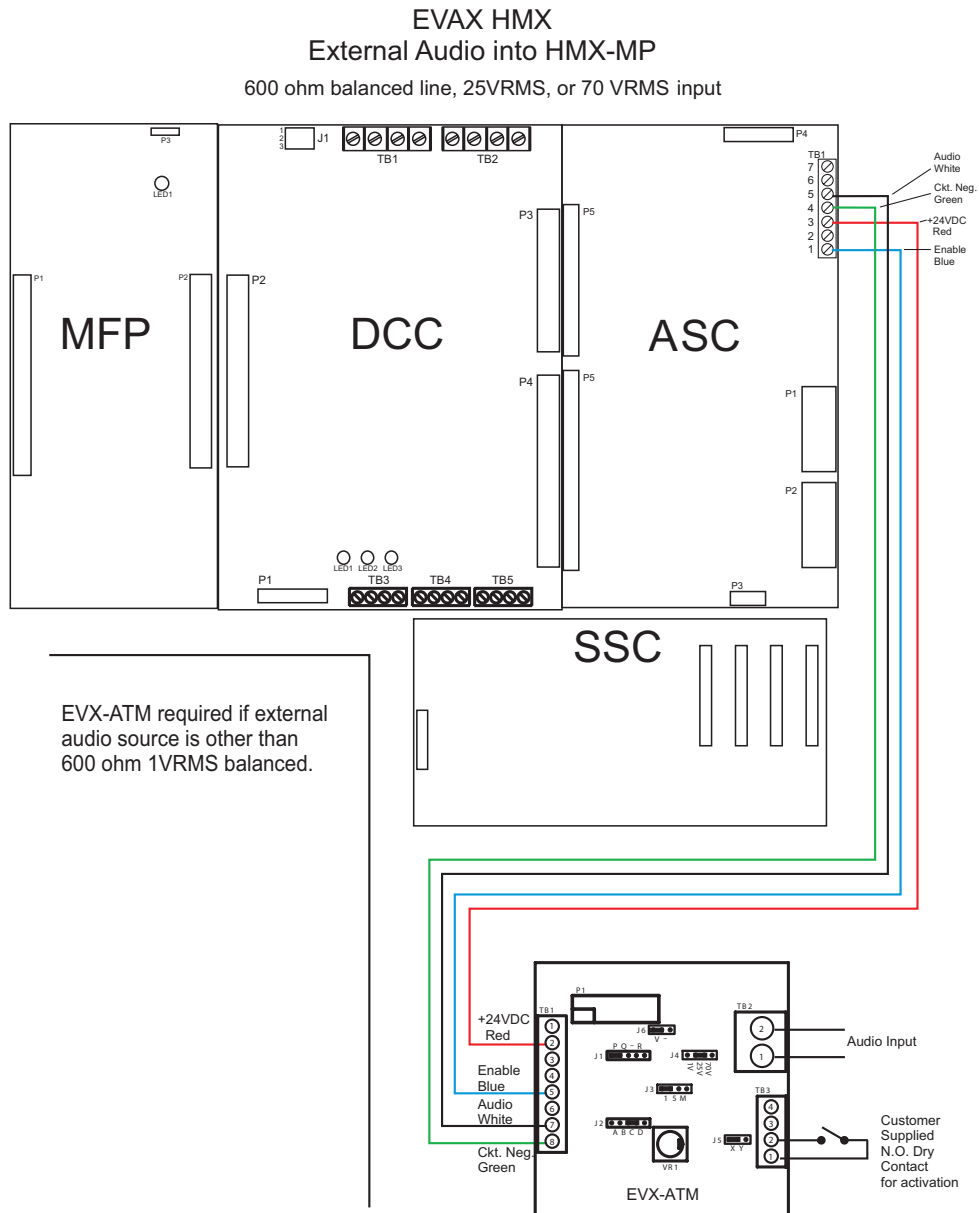 EVAX HMX
External Audio into HMX-MP
600 ohm balanced line, 25VRMS, or 70 VRMS input
P3
LED1
P1
P2
MFP
1
2
3
J1
TB1
TB2
P2
P3
P4
DCC
LED1
LED2
LED3
P1
TB3
TB4
TB5
P4
TB1
7
6
5
4
3
2
1
P5
P5
ASC
P1
P2
P3
Audio
White
Ckt. Neg.
Green
+24VDC
Red
Enable
Blue
SSC
EVX-ATM required if external
audio source is other than
600 ohm 1VRMS balanced.
+24VDC
Red
Enable
Blue
Audio
White
Ckt. Neg.
Green
TB1
1
2
3
4
5
6
7
8
P1
J6
V -
P Q - R
J1
J4
1V
25V
70V
J3
1 5 M
J2
A B C D
VR1
J5
X Y
TB2
2
1
Audio Input
TB3
4
3
2
1
Customer
Supplied
N.O. Dry
Contact
for activation
EVX-ATM